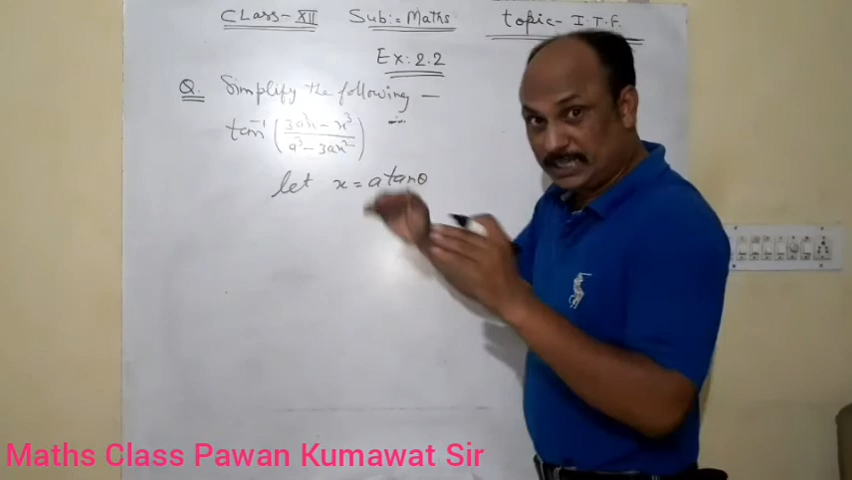 CLass-XII Sub:- Maths topic- I.T.F.
Ex: 2.2
Q. Simplify the following —
tan⁻¹ (3a²x - x³ / a³ - 3ax²)
let x = a tanθ
Maths Class Pawan Kumawat Sir